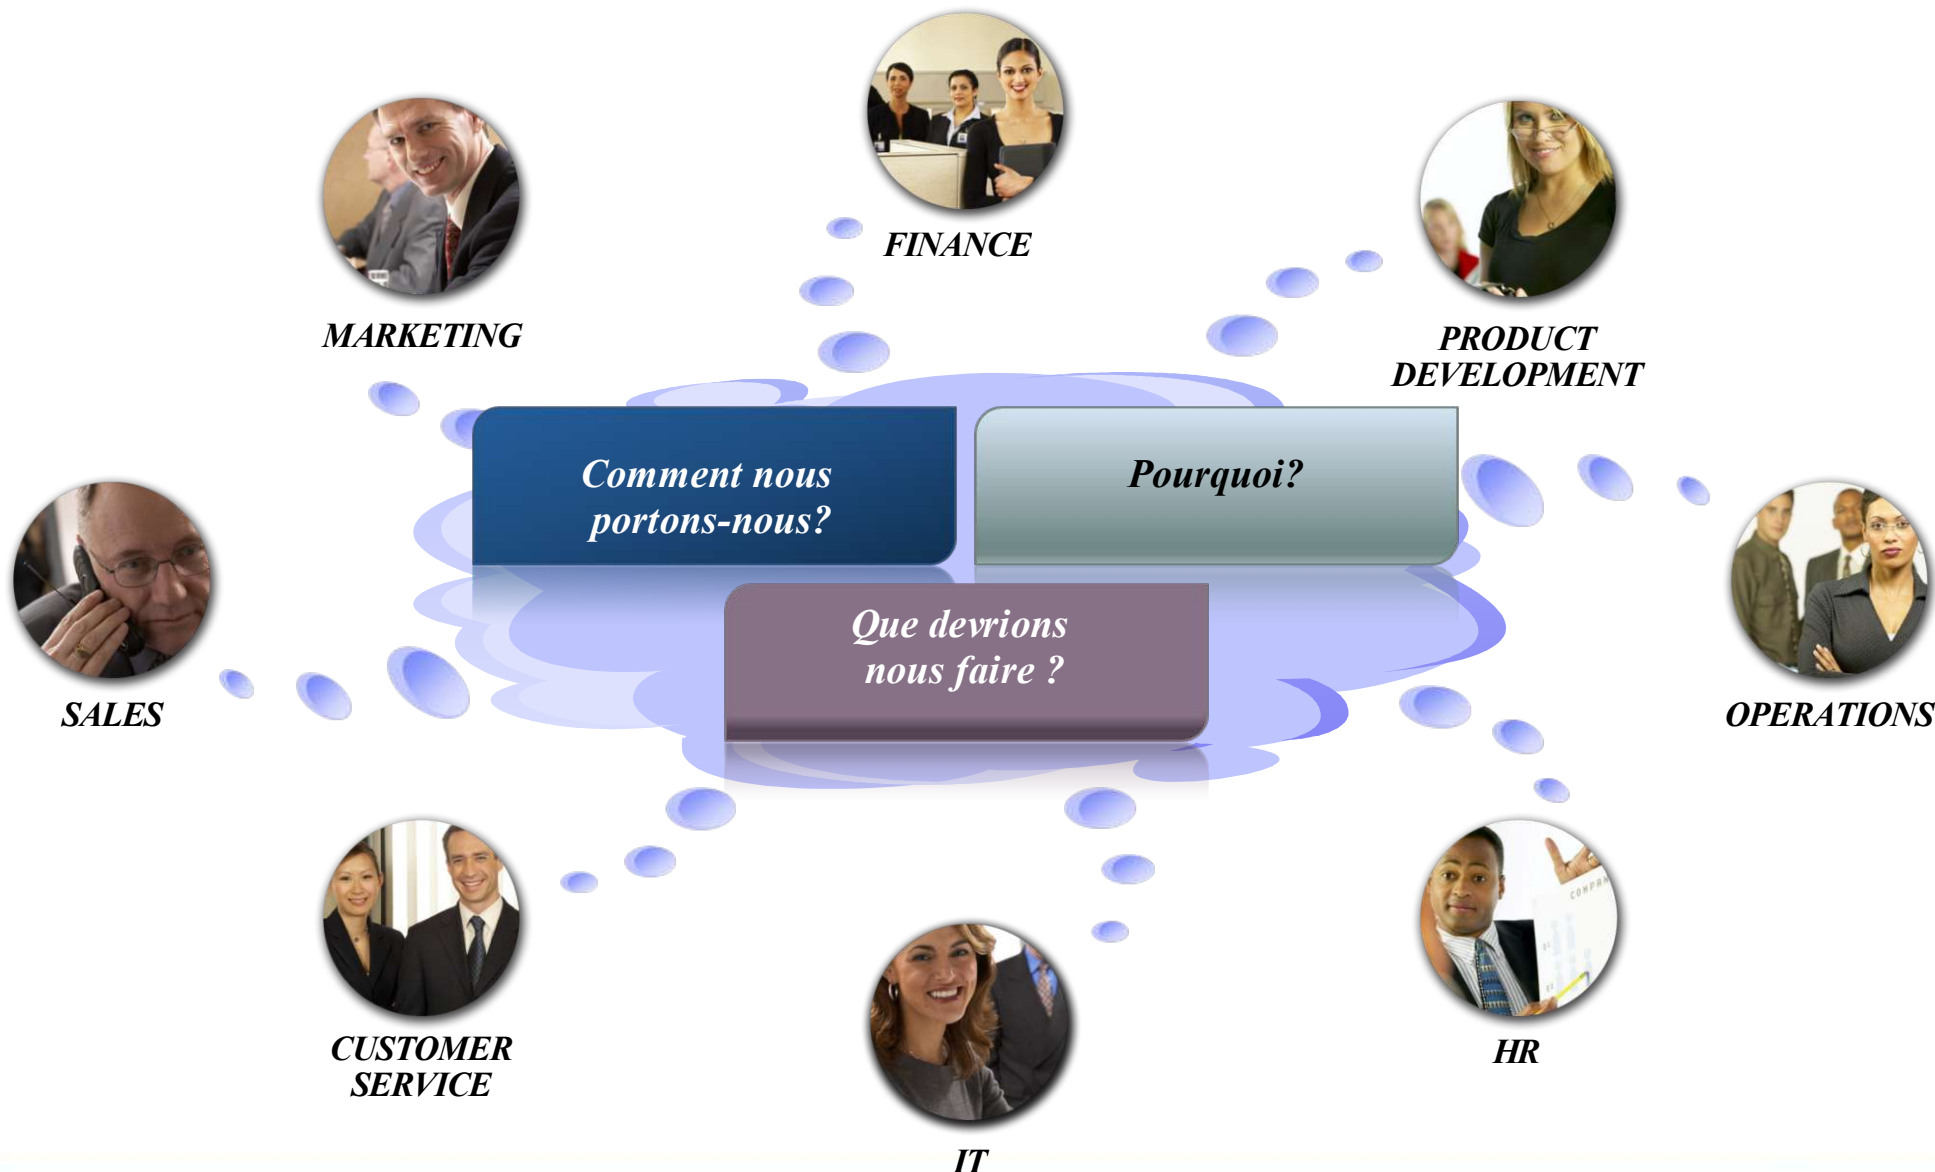 FINANCE
MARKETING
PRODUCT
DEVELOPMENT
Comment nous
portons-nous?
Pourquoi?
Que devrions
nous faire ?
SALES
OPERATIONS
CUSTOMER
SERVICE
HR
IT